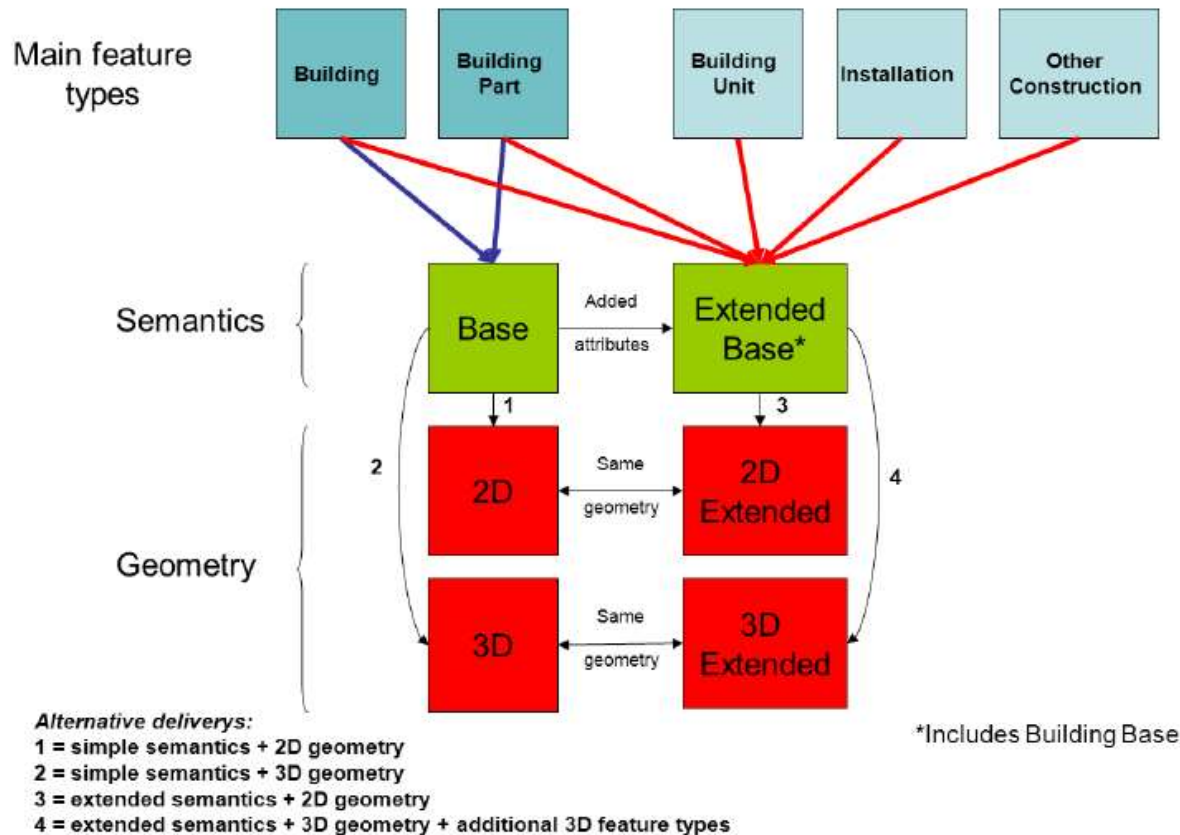 Main feature
types
Building
Building
Part
Building
Unit
Installation
Other
Construction
Semantics
Base
Added
attributes
Extended
Base*
1
3
2
4
Geometry
2D
Same
geometry
2D
Extended
3D
Same
geometry
3D
Extended
Alternative deliverys:
1 = simple semantics + 2D geometry
2 = simple semantics + 3D geometry
3 = extended semantics + 2D geometry
4 = extended semantics + 3D geometry + additional 3D feature types
*Includes Building Base